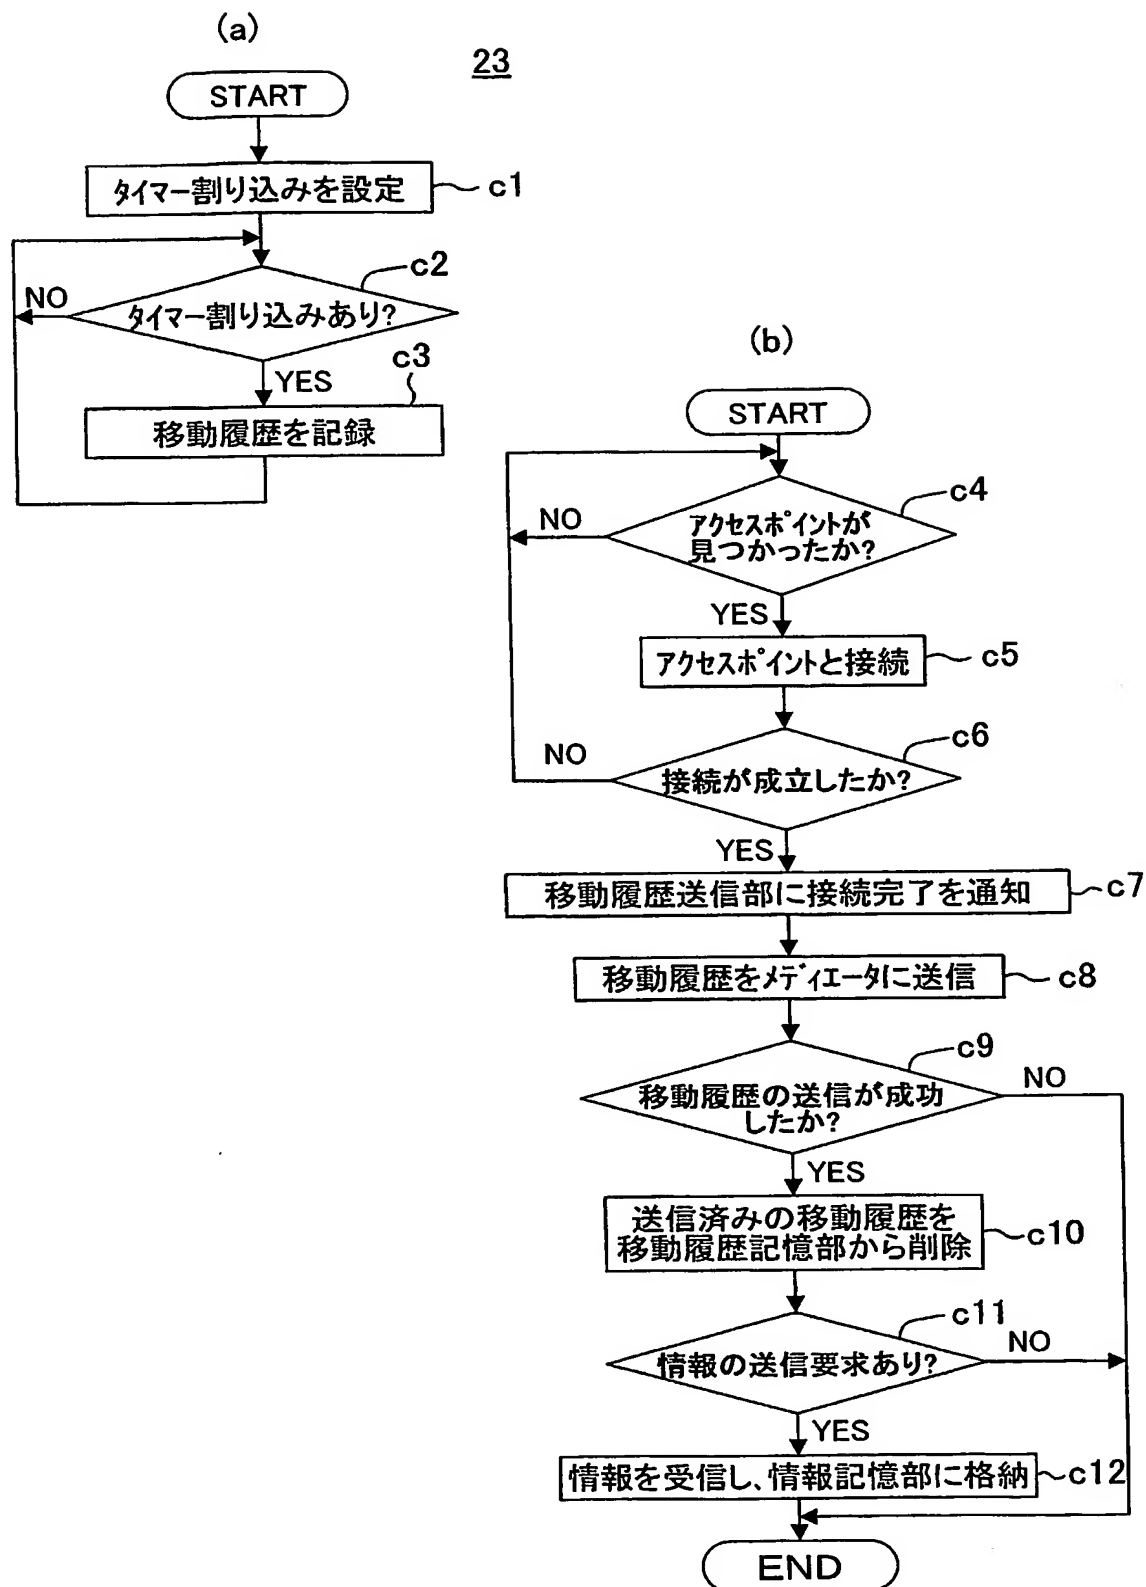 (a)
23
START
タイマー割り込みを設定
c1
c2
NO
タイマー割り込みあり?
c3
YES
移動履歴を記録
(b)
START
c4
NO
アクセスポイントが
見つかったか?
YES
アクセスポイントと接続
c5
c6
NO
接続が成立したか?
YES
移動履歴送信部に接続完了を通知
c7
移動履歴をメディエータに送信
c8
c9
NO
移動履歴の送信が成功
したか?
YES
送信済みの移動履歴を
移動履歴記憶部から削除
c10
c11
NO
情報の送信要求あり?
YES
情報を受信し、情報記憶部に格納
c12
END